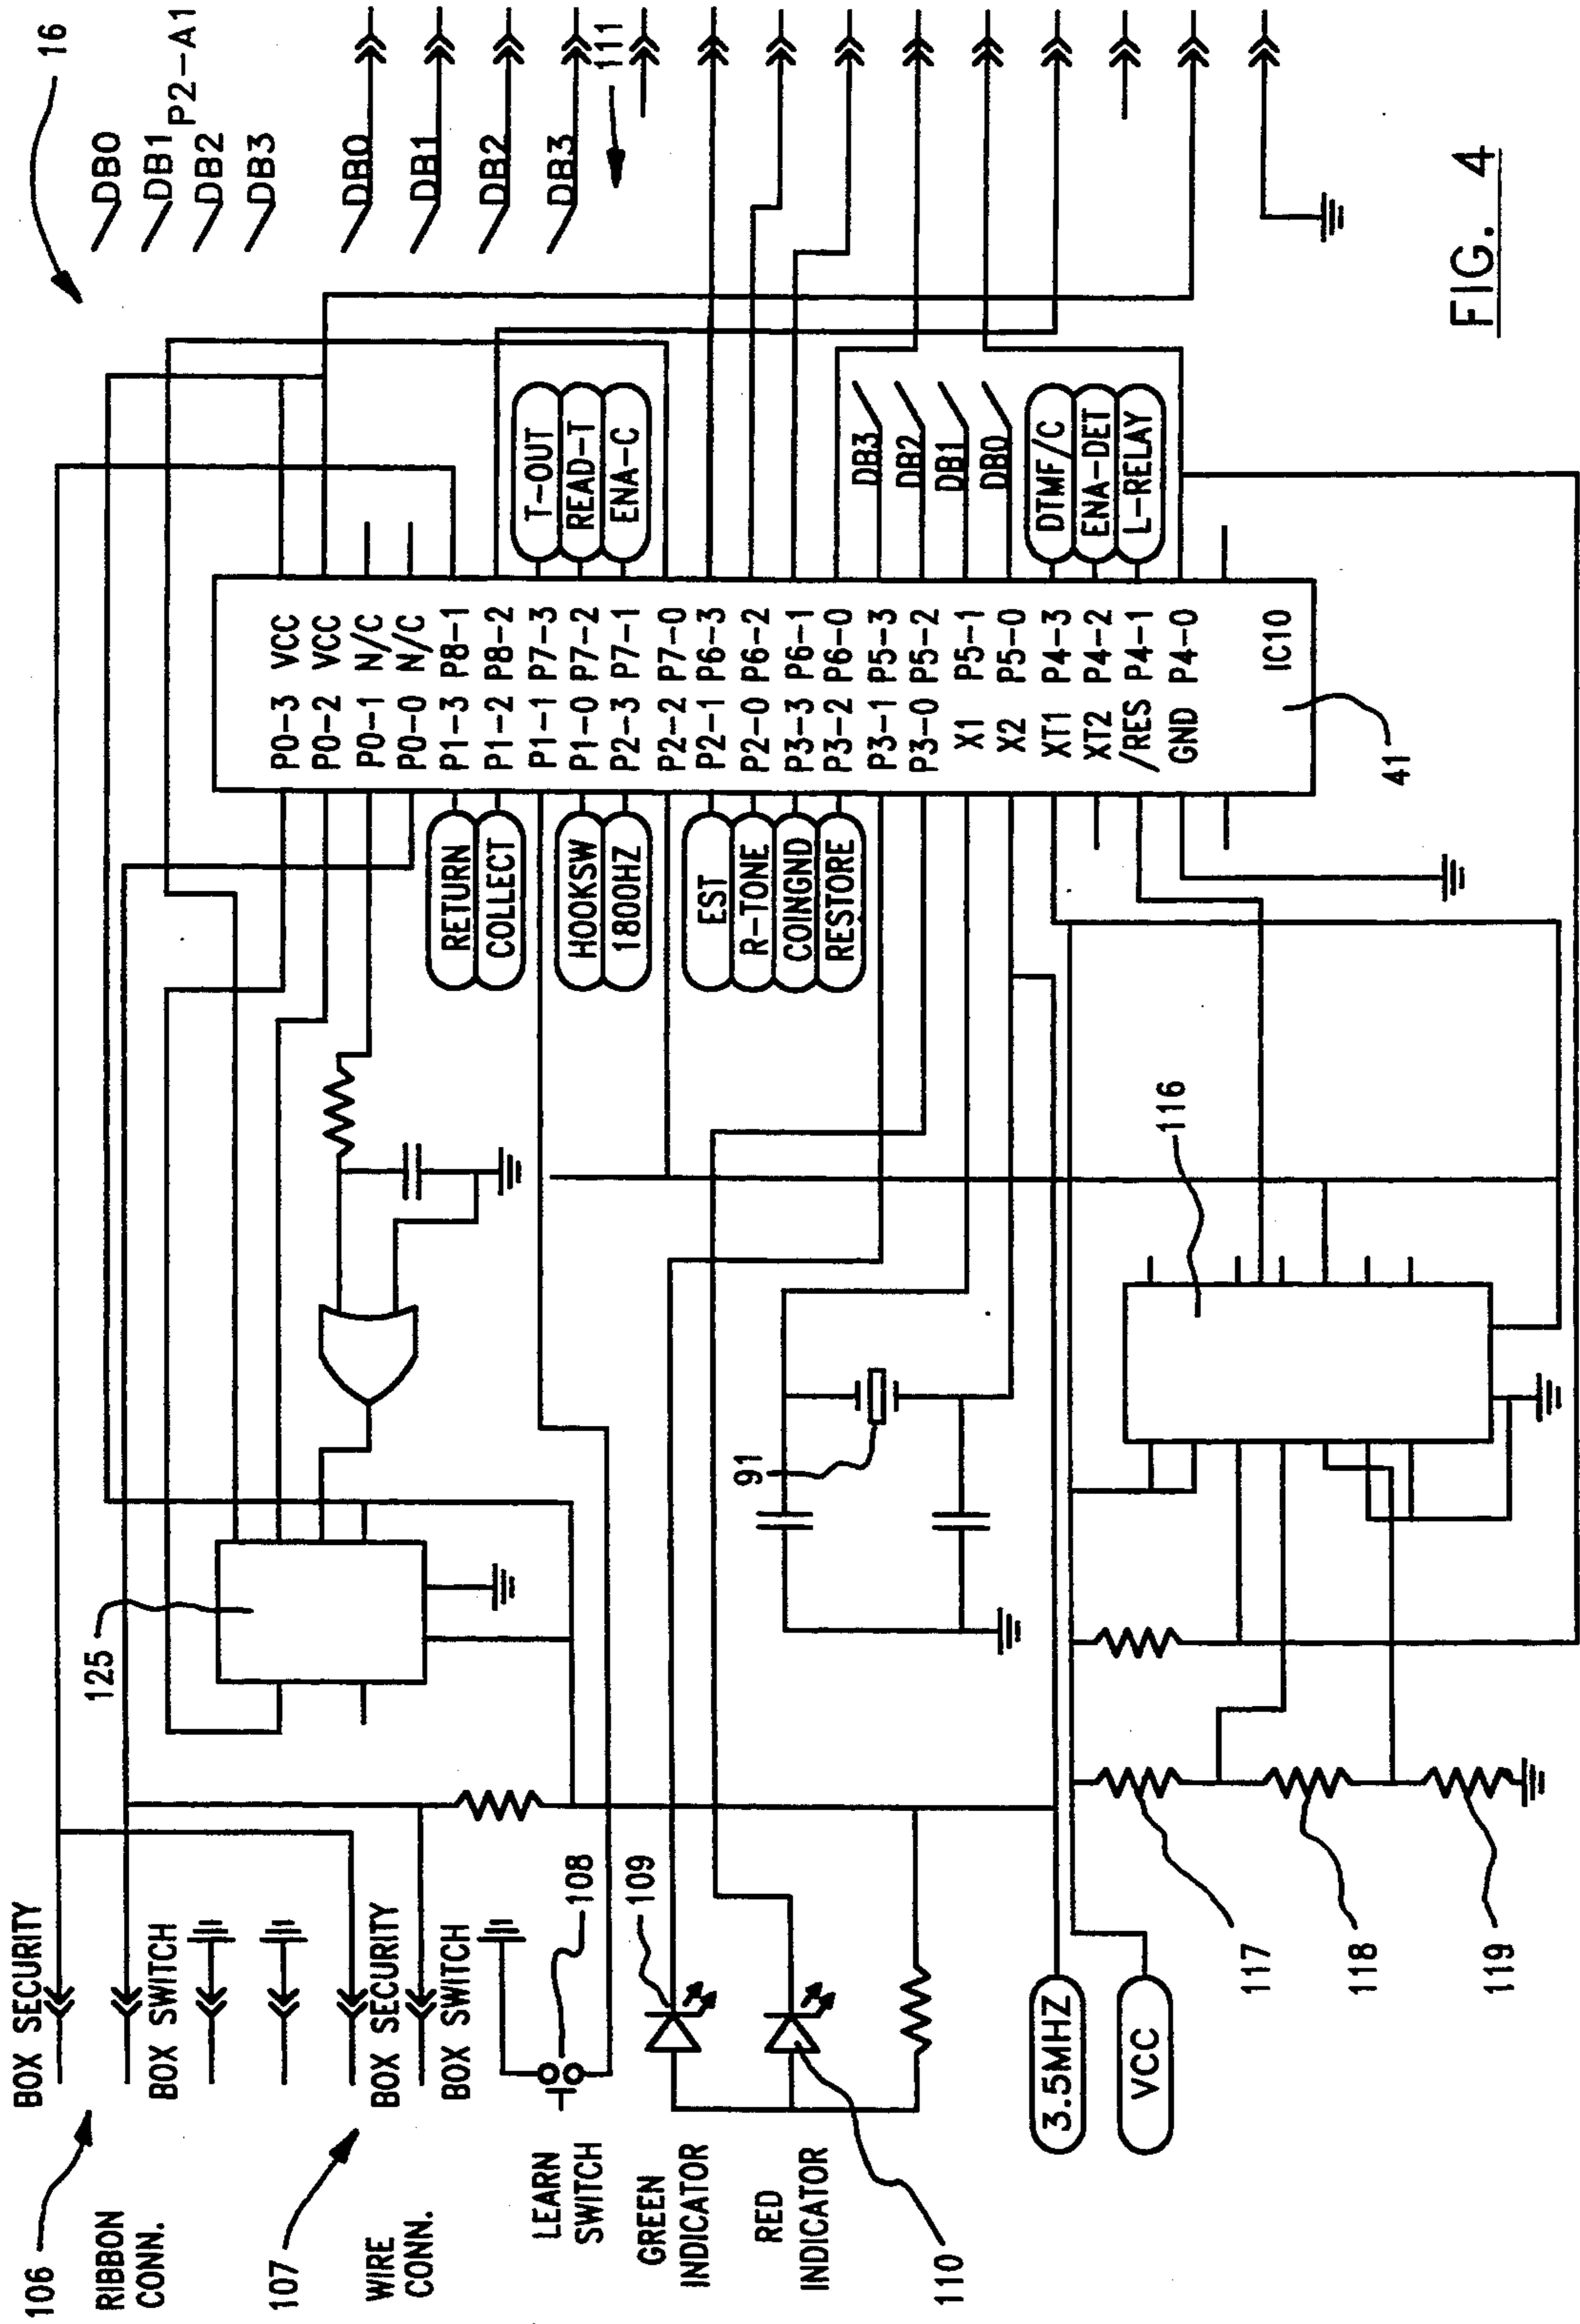 16
DB0
DB1
P2-A1
DB2
DB3
DB0
DB1
DB2
DB3
111
BOX SECURITY
BOX SWITCH
BOX SECURITY
BOX SWITCH
106
RIBBON
CONN.
107
WIRE
CONN.
LEARN
SWITCH
108
GREEN
INDICATOR
109
RED
INDICATOR
110
125
91
3.5MHZ
VCC
117
118
119
116
RETURN
COLLECT
HOOKSW
1800HZ
EST
R-TONE
COINGND
RESTORE
P0-3 VCC
P0-2 VCC
P0-1 N/C
P0-0 N/C
P1-3 P8-1
P1-2 P8-2
P1-1 P7-3
P1-0 P7-2
P2-3 P7-1
P2-2 P7-0
P2-1 P6-3
P2-0 P6-2
P3-3 P6-1
P3-2 P6-0
P3-1 P5-3
P3-0 P5-2
X1 P5-1
X2 P5-0
XT1 P4-3
XT2 P4-2
/RES P4-1
GND P4-0
IC10
41
T-OUT
READ-T
ENA-C
DB3
DB2
DB1
DB0
DTMF/C
ENA-DET
L-RELAY
FIG. 4